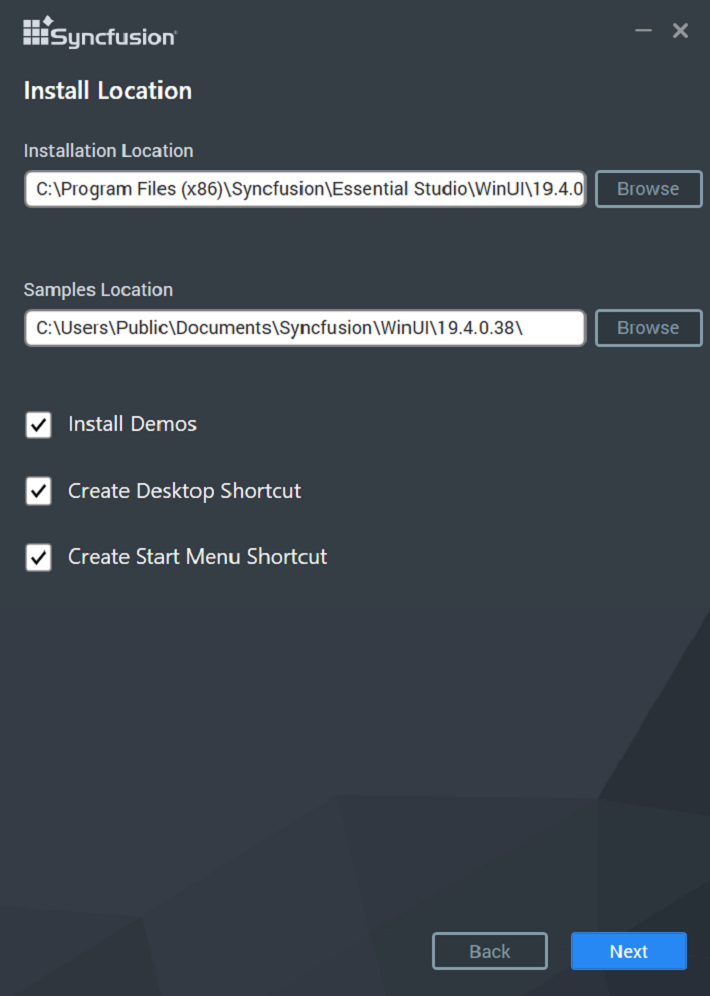 Syncfusion
Install Location
Installation Location
C:\Program Files (x86)\Syncfusion\Essential Studio\WinUI\19.4.0 Browse
Samples Location
C:\Users\Public\Documents\Syncfusion\WinUI\19.4.0.38\ Browse
Install Demos
Create Desktop Shortcut
Create Start Menu Shortcut
Back Next